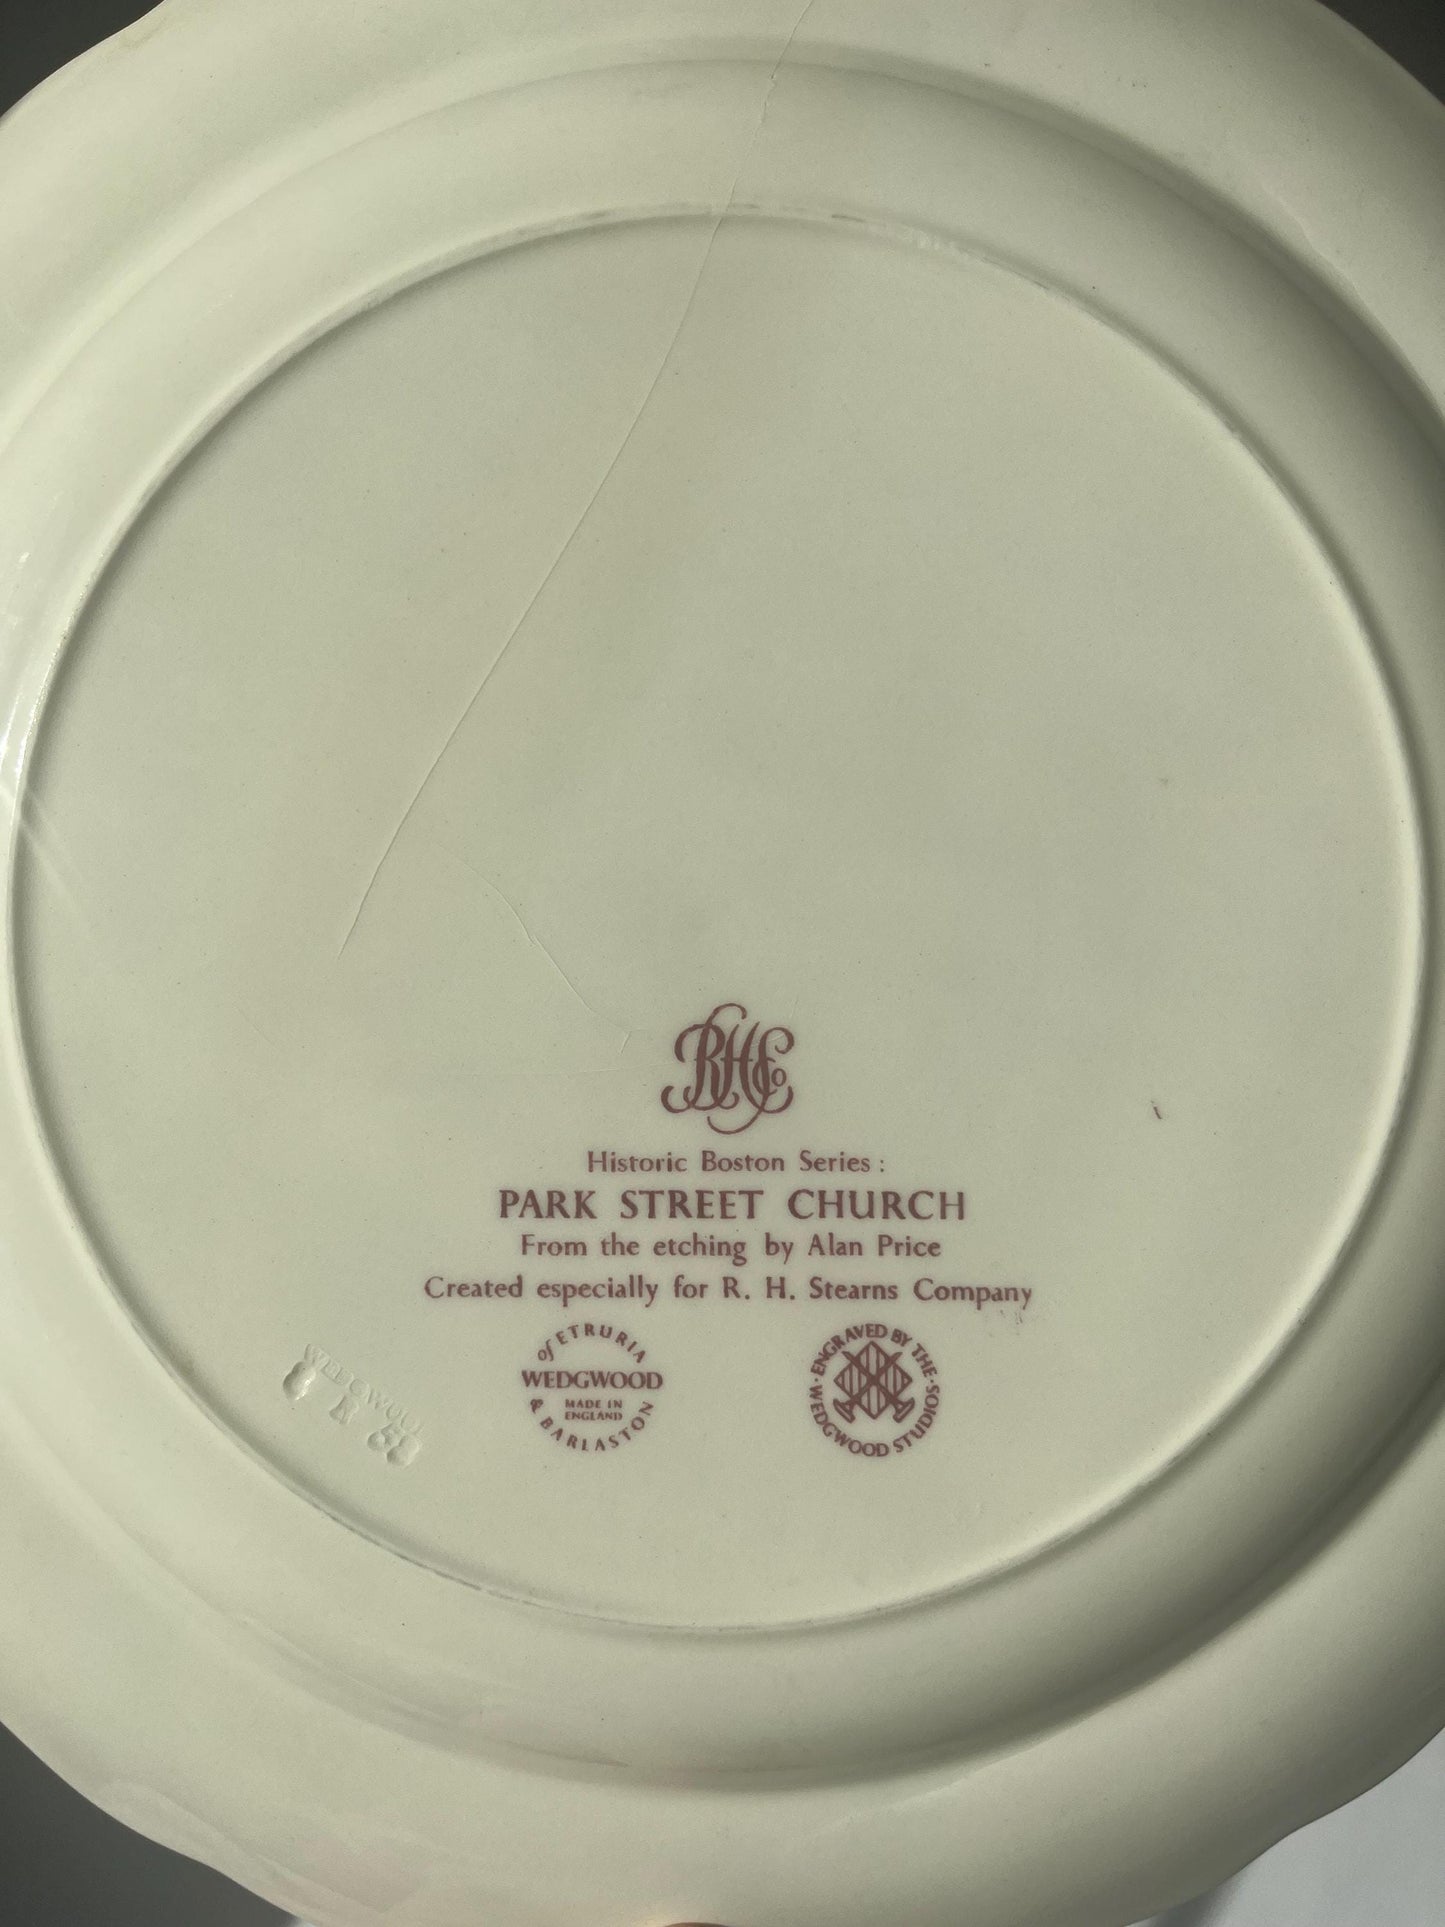 RHS Co
Historic Boston Series :
PARK STREET CHURCH
From the etching by Alan Price
Created especially for R. H. Stearns Company
of ETRURIA
WEDGWOOD
MADE IN
ENGLAND
& BARLASTON
· ENGRAVED BY THE ·
WEDGWOOD STUDIOS
WEDGWOOD